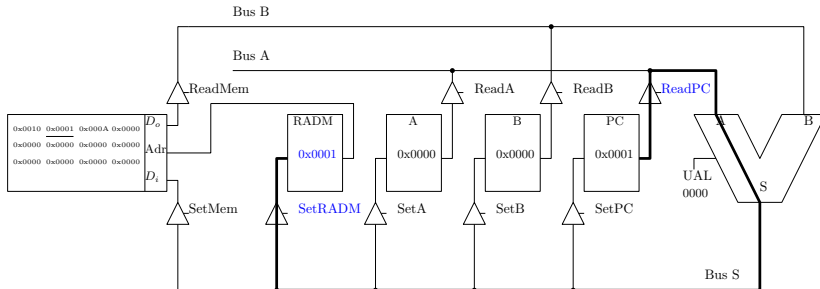 Bus B
Bus A
ReadMem
ReadA
ReadB
ReadPC
0x0010 0x0001 0x000A 0x0000
0x0000 0x0000 0x0000 0x0000
0x0000 0x0000 0x0000 0x0000
Do
Adr
Di
RADM
0x0001
A
0x0000
B
0x0000
PC
0x0001
A
B
UAL
0000
S
SetMem
SetRADM
SetA
SetB
SetPC
Bus S